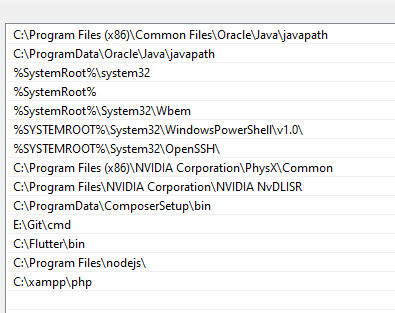 C:\Program Files (x86)\Common Files\Oracle\Java\javapath
C:\ProgramData\Oracle\Java\javapath
%SystemRoot%\system32
%SystemRoot%
%SystemRoot%\System32\Wbem
%SYSTEMROOT%\System32\WindowsPowerShell\v1.0\
%SYSTEMROOT%\System32\OpenSSH\
C:\Program Files (x86)\NVIDIA Corporation\PhysX\Common
C:\Program Files\NVIDIA Corporation\NVIDIA NvDLISR
C:\ProgramData\ComposerSetup\bin
E:\Git\cmd
C:\Flutter\bin
C:\Program Files\nodejs\
C:\xampp\php